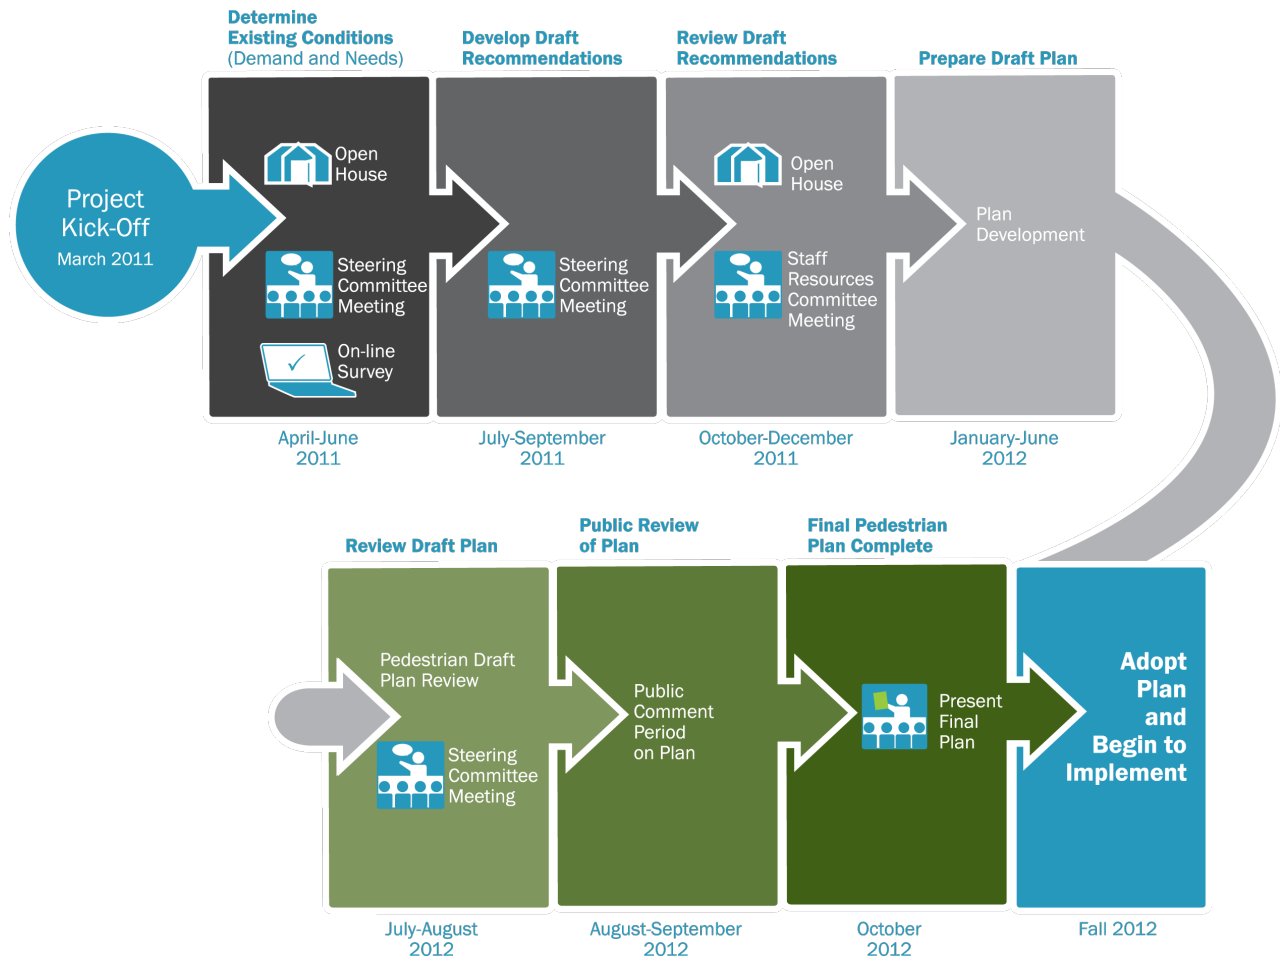 Determine
Existing Conditions
(Demand and Needs)
Develop Draft
Recommendations
Review Draft
Recommendations
Prepare Draft Plan
Project
Kick-Off
March 2011
Open
House
Steering
Committee
Meeting
On-line
Survey
Steering
Committee
Meeting
Open
House
Staff
Resources
Committee
Meeting
Plan
Development
April-June
2011
July-September
2011
October-December
2011
January-June
2012
Review Draft Plan
Public Review
of Plan
Final Pedestrian
Plan Complete
Pedestrian Draft
Plan Review
Steering
Committee
Meeting
Public
Comment
Period
on Plan
Present
Final
Plan
Adopt
Plan
and
Begin to
Implement
July-August
2012
August-September
2012
October
2012
Fall 2012